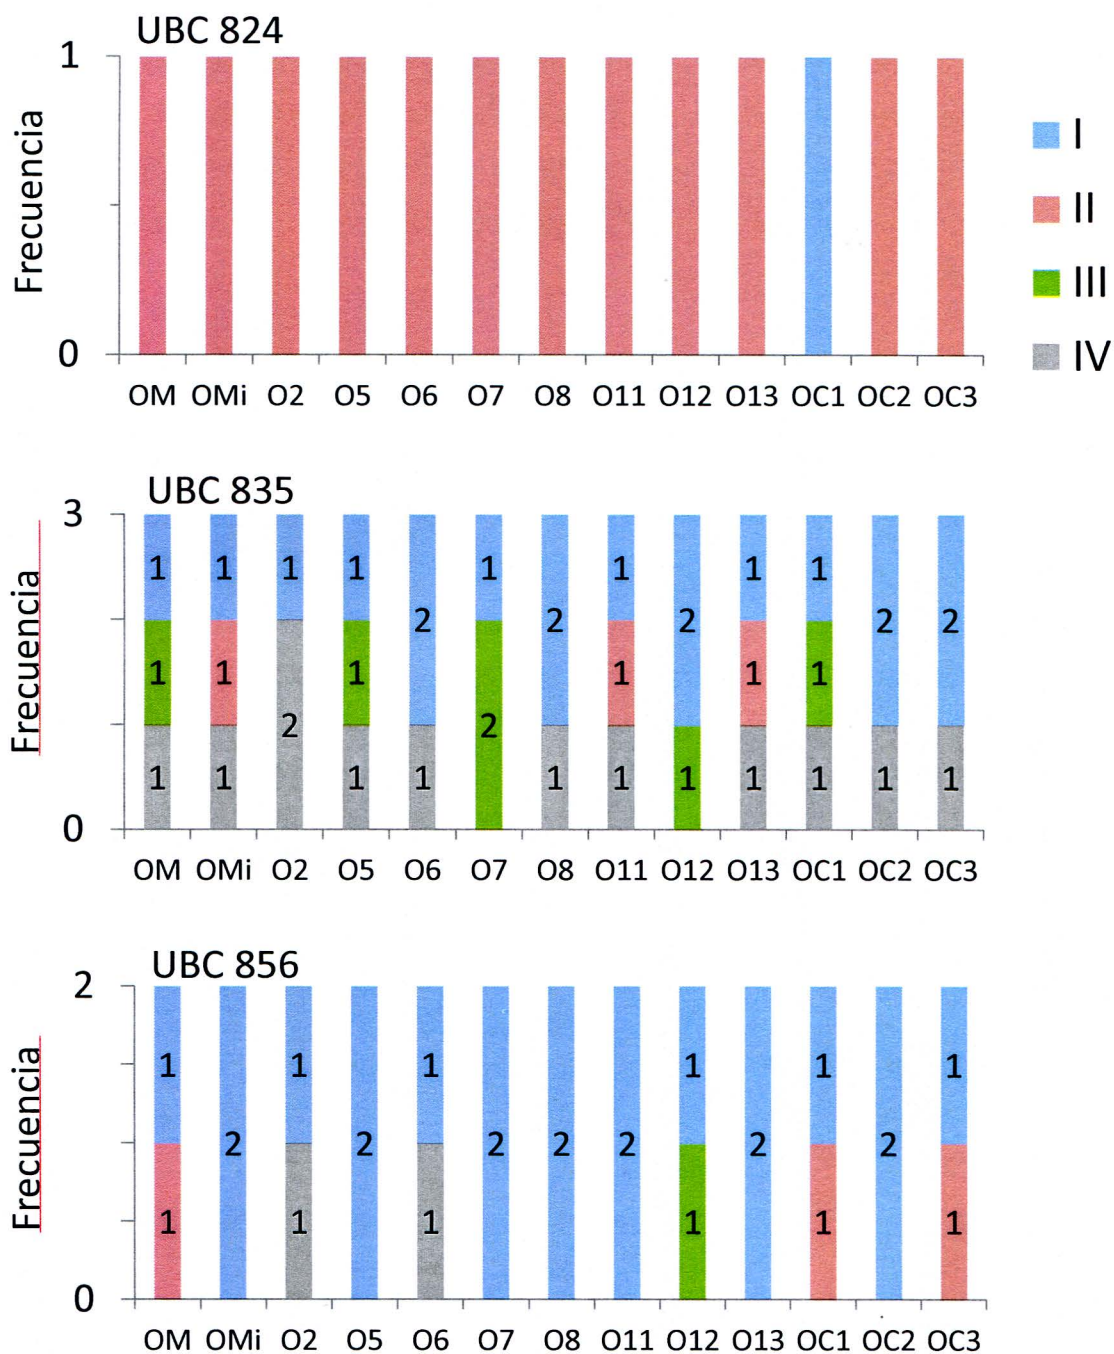 UBC 824
1
Frecuencia
0
OM OMi O2 O5 O6 O7 O8 O11 O12 O13 OC1 OC2 OC3
I
II
III
IV
UBC 835
3
Frecuencia
0
1 1 1 1 2 1 2 1 2 1 1 2 2
1 1 2 1 2 1 1 1
1 1 1 1 1 1 1 1 1 1 1
OM OMi O2 O5 O6 O7 O8 O11 O12 O13 OC1 OC2 OC3
UBC 856
2
Frecuencia
0
1 1 1 1 1 1
2 2 2 2 2 2 2
1 1 1 1 1 1
OM OMi O2 O5 O6 O7 O8 O11 O12 O13 OC1 OC2 OC3